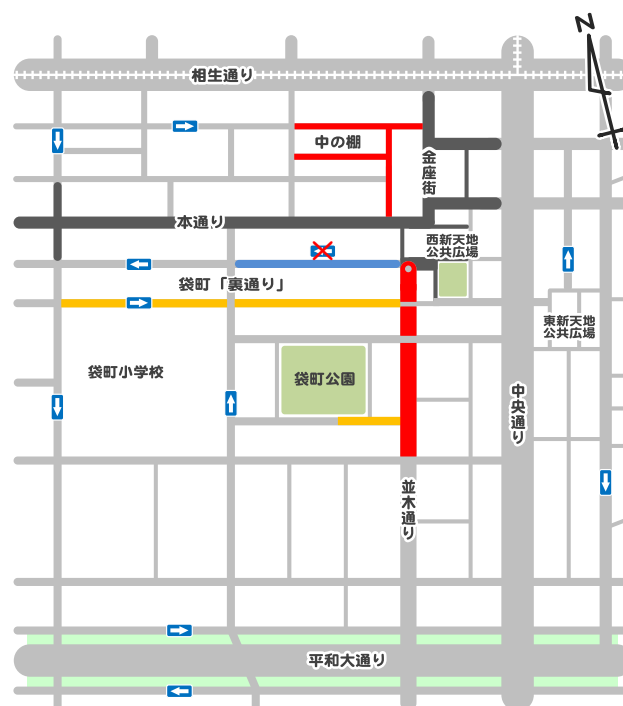 N
相生通り
中の棚
金座街
本通り
西新天地
公共広場
袋町「裏通り」
東新天地
公共広場
袋町小学校
袋町公園
中央通り
並木通り
平和大通り